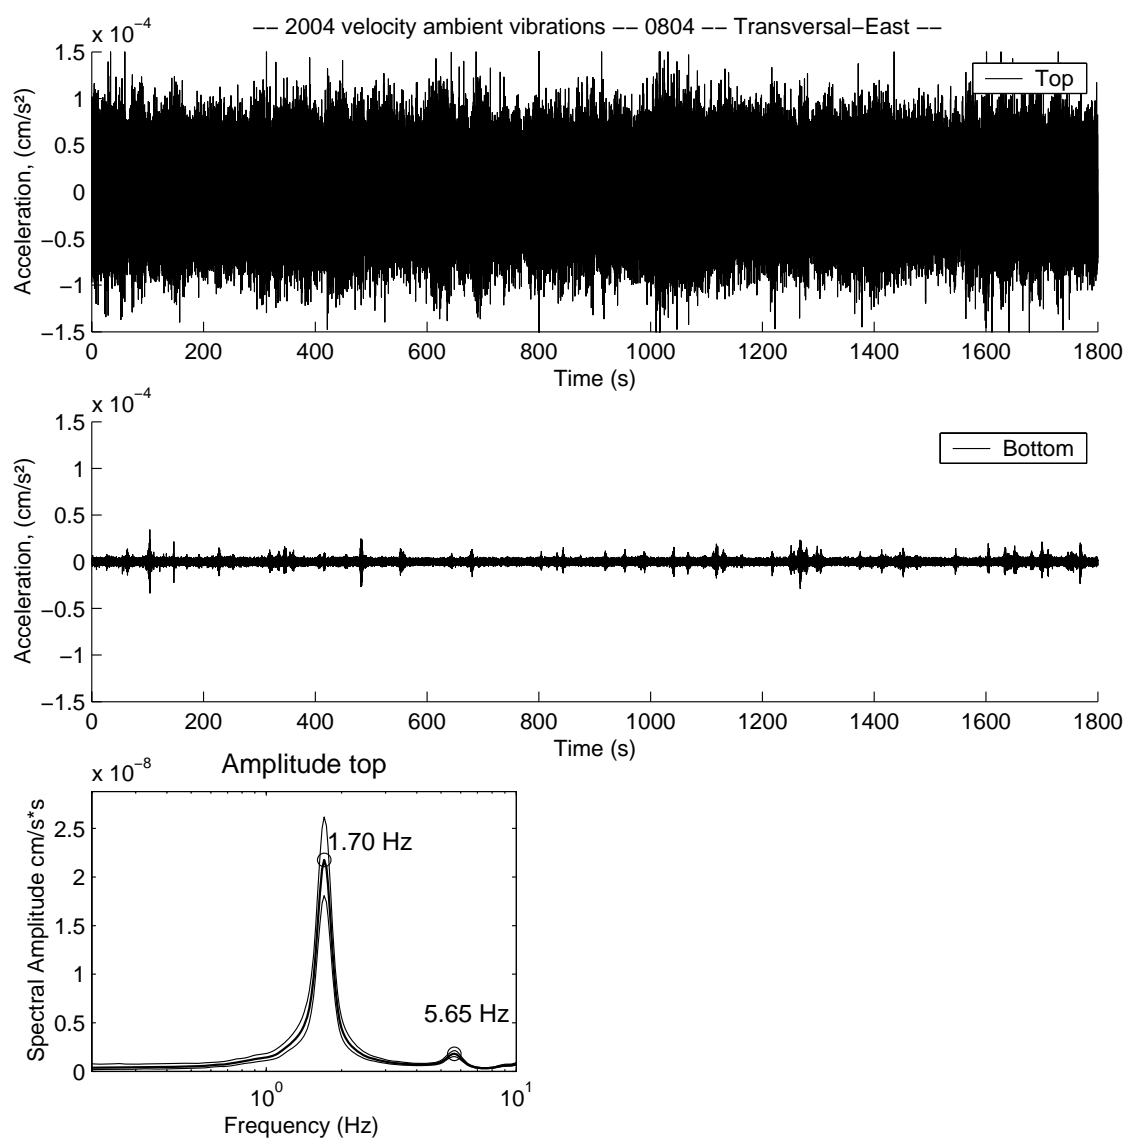 −− 2004 velocity ambient vibrations −− 0804 −− Transversal−East −−
x 10−4
1.5
1
0.5
0
−0.5
−1
−1.5
Acceleration, (cm/s²)
Top
0 200 400 600 800 1000 1200 1400 1600 1800
Time (s)
x 10−4
1.5
1
0.5
0
−0.5
−1
−1.5
Acceleration, (cm/s²)
Bottom
0 200 400 600 800 1000 1200 1400 1600 1800
Time (s)
Amplitude top
x 10−8
2.5
2
1.5
1
0.5
0
Spectral Amplitude cm/s*s
1.70 Hz
5.65 Hz
100 101
Frequency (Hz)